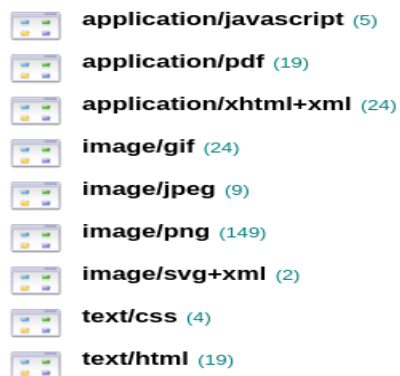 application/javascript (5)
application/pdf (19)
application/xhtml+xml (24)
image/gif (24)
image/jpeg (9)
image/png (149)
image/svg+xml (2)
text/css (4)
text/html (19)